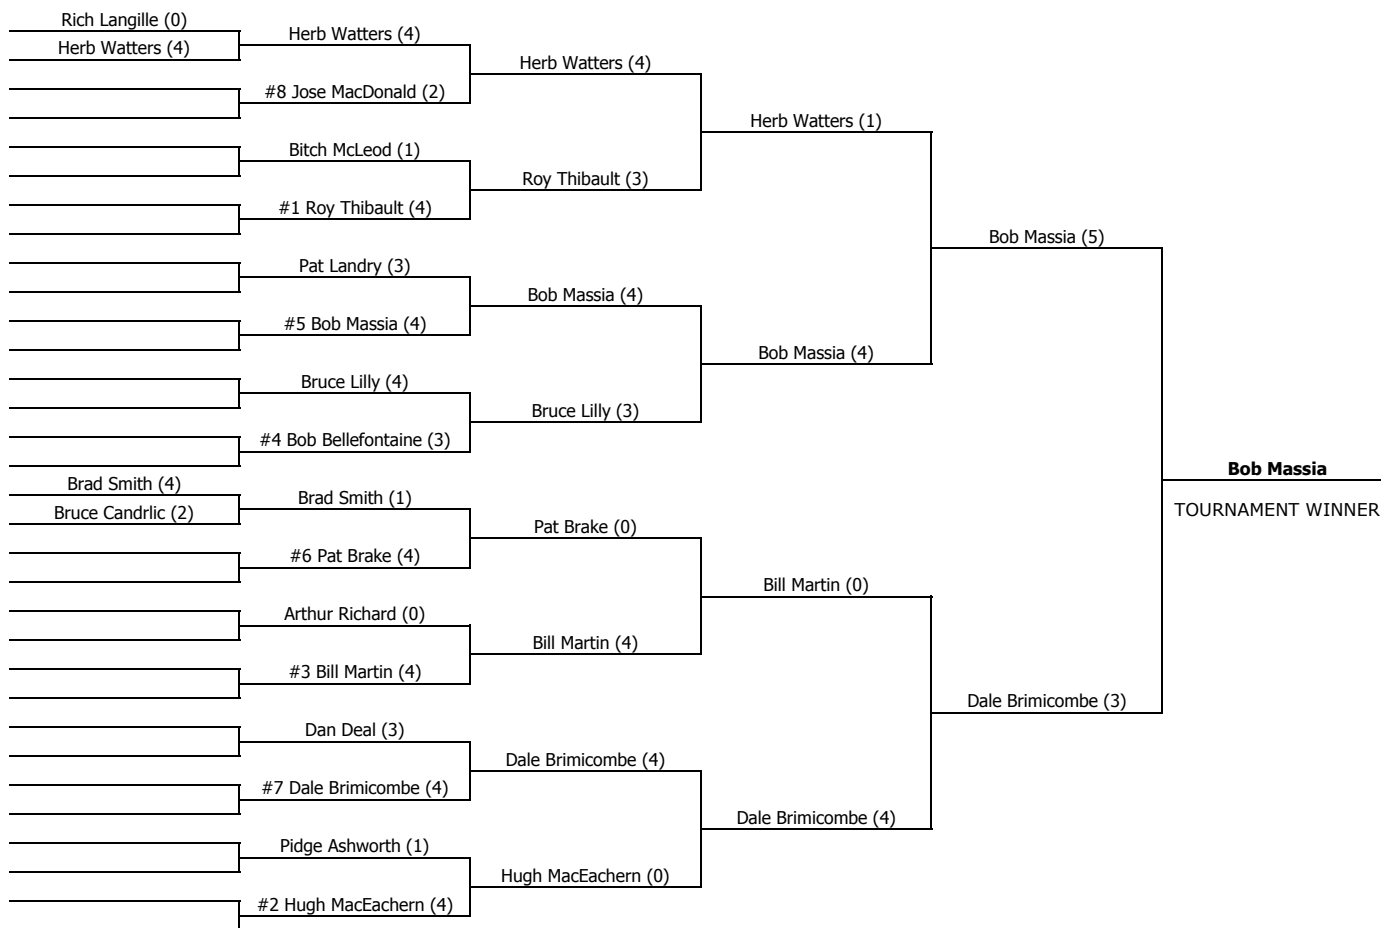 Rich Langille (0)
Herb Watters (4)
Herb Watters (4)
#8 Jose MacDonald (2)
Bitch McLeod (1)
#1 Roy Thibault (4)
Pat Landry (3)
#5 Bob Massia (4)
Bruce Lilly (4)
#4 Bob Bellefontaine (3)
Brad Smith (4)
Bruce Candrlic (2)
Brad Smith (1)
#6 Pat Brake (4)
Arthur Richard (0)
#3 Bill Martin (4)
Dan Deal (3)
#7 Dale Brimicombe (4)
Pidge Ashworth (1)
#2 Hugh MacEachern (4)
Herb Watters (4)
Roy Thibault (3)
Bob Massia (4)
Bruce Lilly (3)
Pat Brake (0)
Bill Martin (4)
Dale Brimicombe (4)
Hugh MacEachern (0)
Herb Watters (1)
Bob Massia (4)
Bill Martin (0)
Dale Brimicombe (4)
Bob Massia (5)
Dale Brimicombe (3)
Bob Massia
TOURNAMENT WINNER